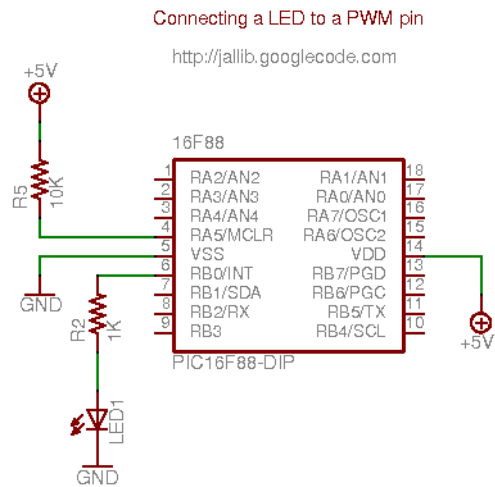 Connecting a LED to a PWM pin
http://jallib.googlecode.com
+5V
16F88
R5
10K
1 RA2/AN2 RA1/AN1 18
2 RA3/AN3 RA0/AN0 17
3 RA4/AN4 RA7/OSC1 16
4 RA5/MCLR RA6/OSC2 15
5 VSS VDD 14
6 RB0/INT RB7/PGD 13
7 RB1/SDA RB6/PGC 12
8 RB2/RX RB5/TX 11
9 RB3 RB4/SCL 10
GND
R2
1K
+5V
PIC16F88-DIP
LED1
GND